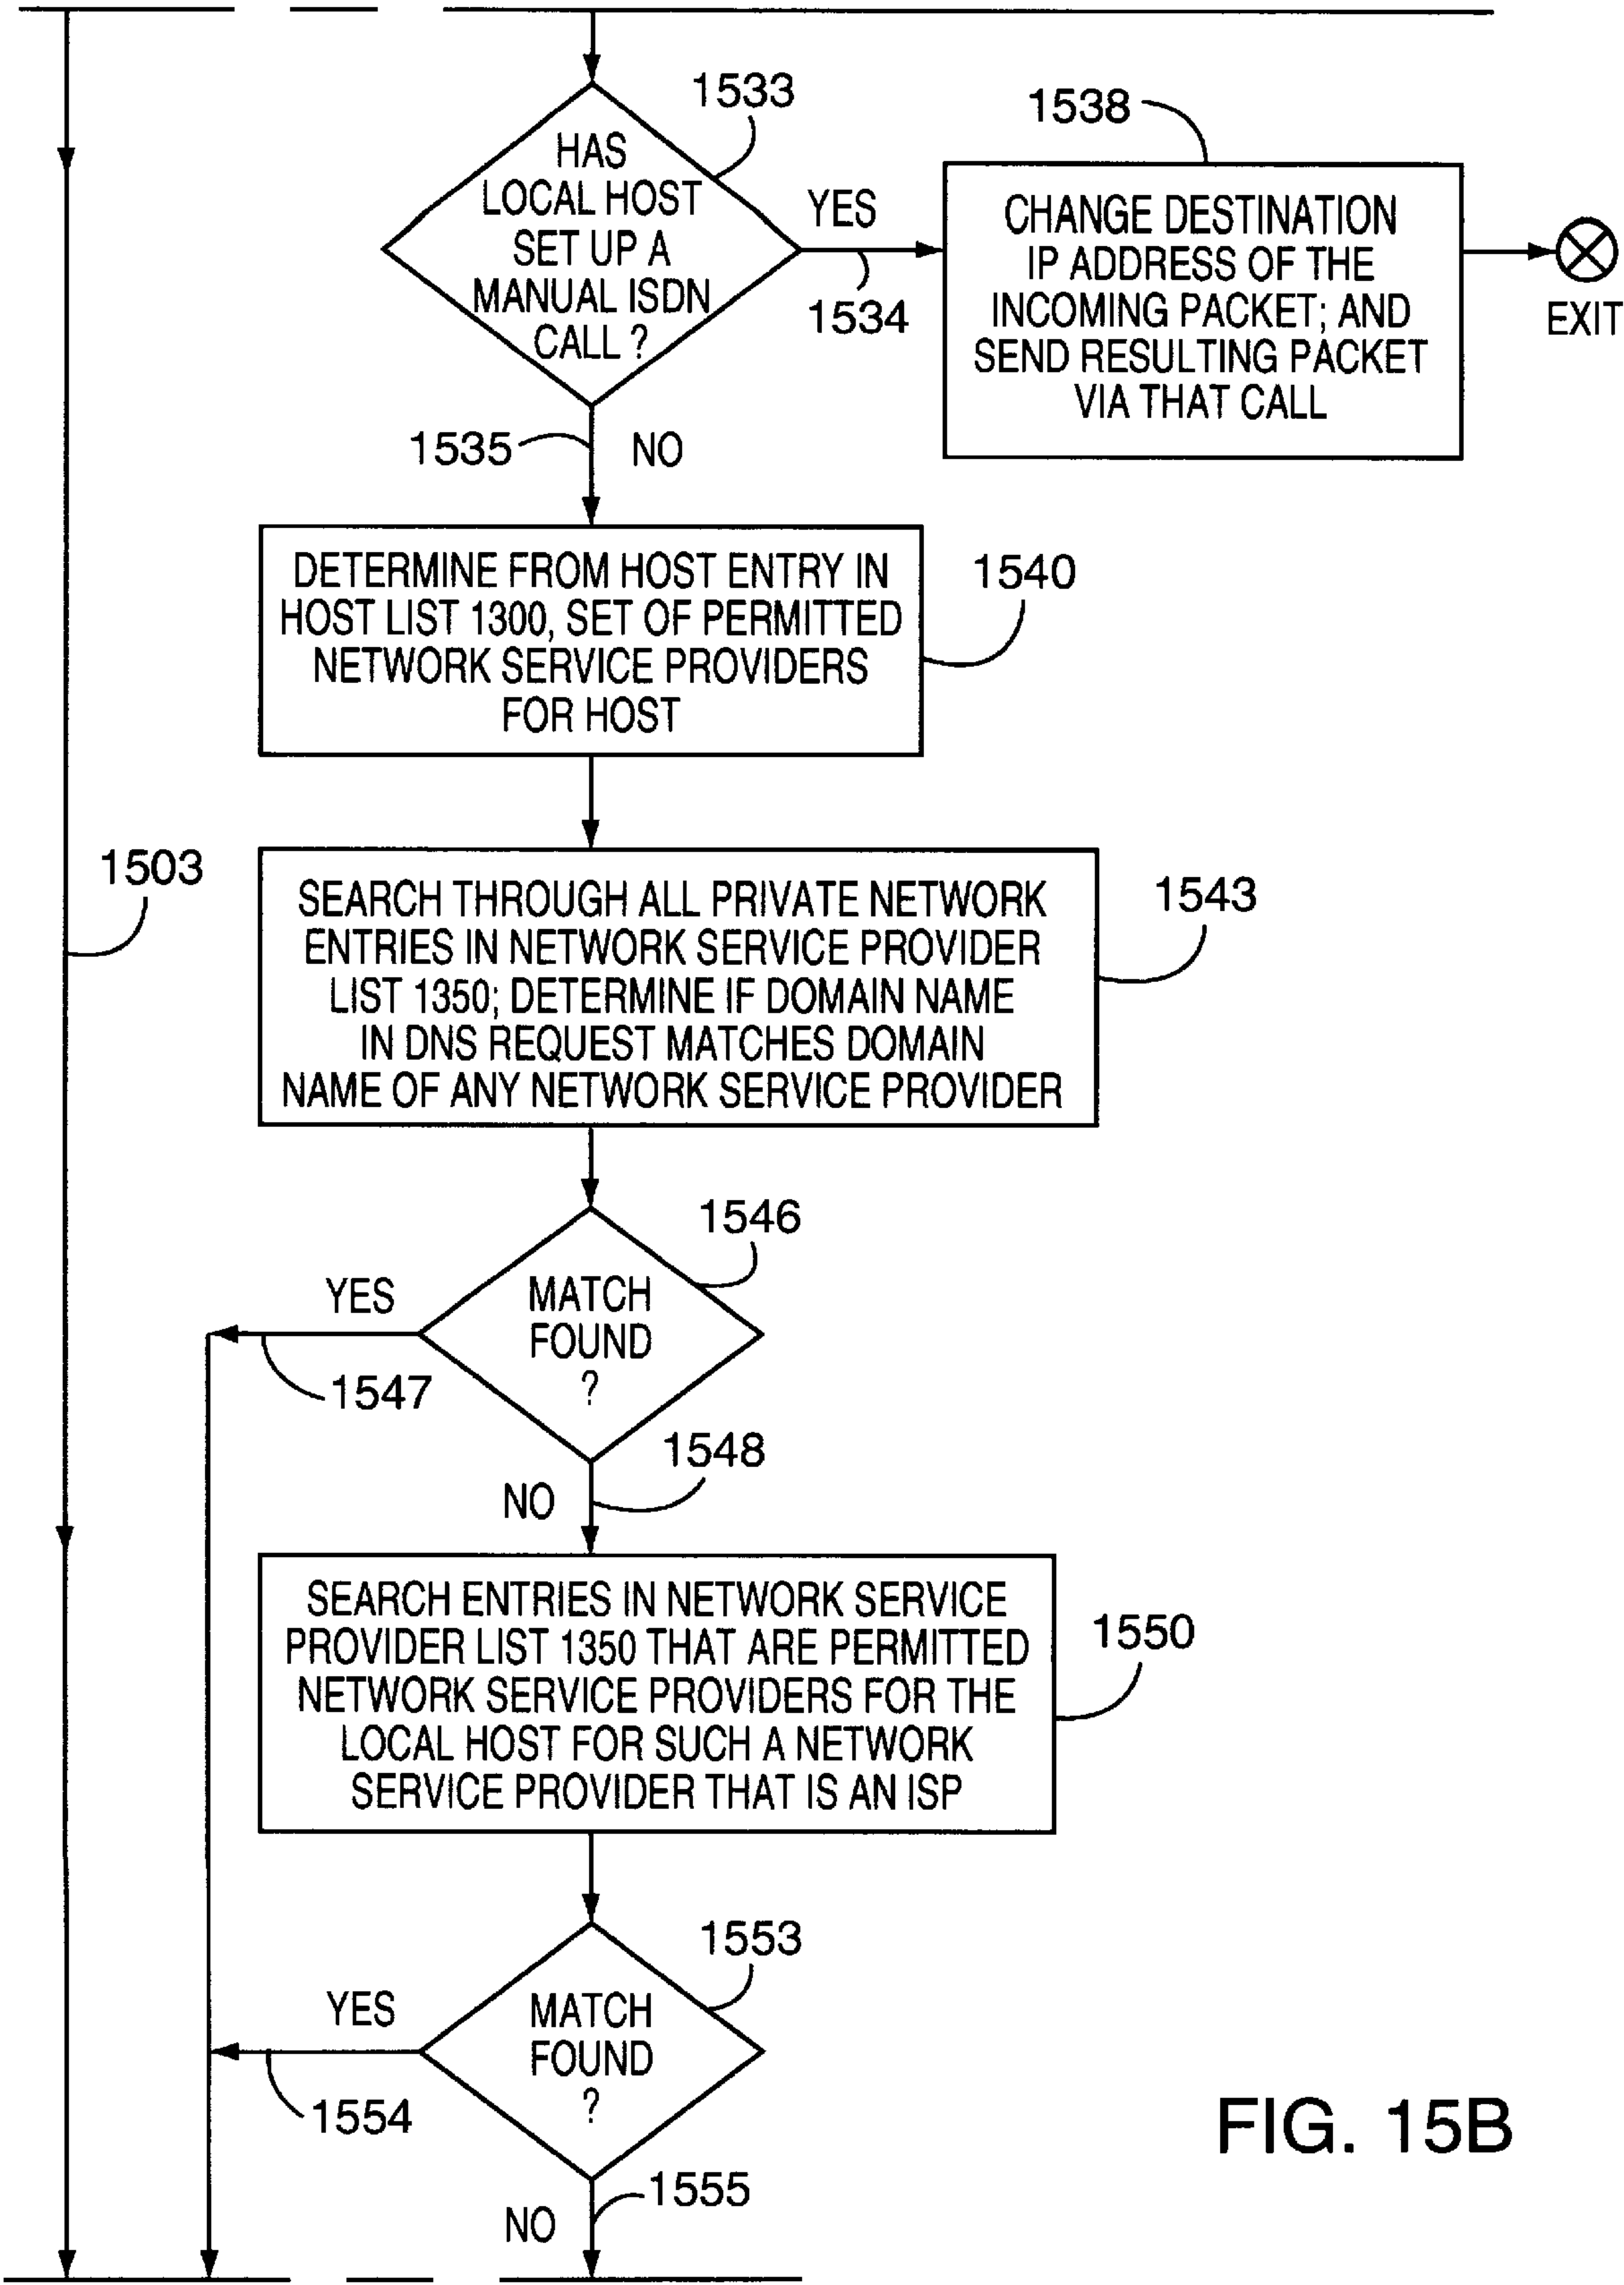 1533
HAS
LOCAL HOST
SET UP A
MANUAL ISDN
CALL ?
YES
1534
1538
CHANGE DESTINATION
IP ADDRESS OF THE
INCOMING PACKET; AND
SEND RESULTING PACKET
VIA THAT CALL
EXIT
1535
NO
DETERMINE FROM HOST ENTRY IN
HOST LIST 1300, SET OF PERMITTED
NETWORK SERVICE PROVIDERS
FOR HOST
1540
1503
SEARCH THROUGH ALL PRIVATE NETWORK
ENTRIES IN NETWORK SERVICE PROVIDER
LIST 1350; DETERMINE IF DOMAIN NAME
IN DNS REQUEST MATCHES DOMAIN
NAME OF ANY NETWORK SERVICE PROVIDER
1543
1546
YES
MATCH
FOUND
?
1547
1548
NO
SEARCH ENTRIES IN NETWORK SERVICE
PROVIDER LIST 1350 THAT ARE PERMITTED
NETWORK SERVICE PROVIDERS FOR THE
LOCAL HOST FOR SUCH A NETWORK
SERVICE PROVIDER THAT IS AN ISP
1550
1553
YES
MATCH
FOUND
?
1554
1555
NO
FIG. 15B